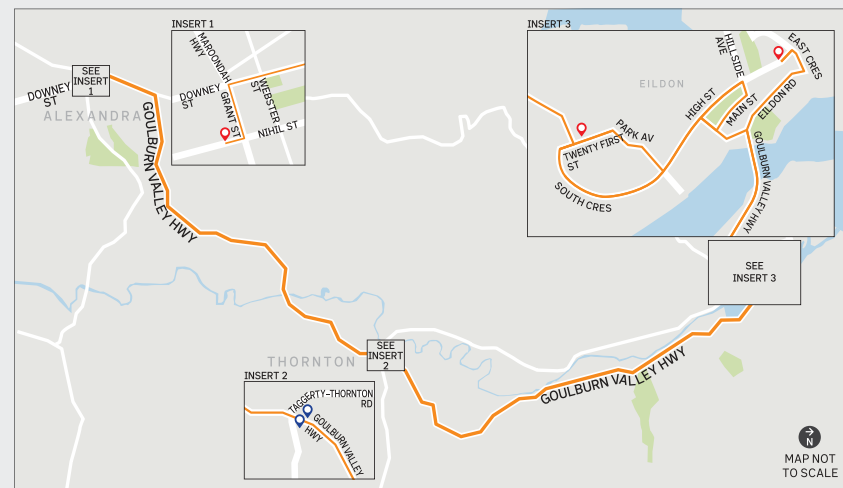 INSERT 1
MAROONDAH
HWY
DOWNEY
ST
GRANT ST
WEBSTER
ST
NIHIL ST
INSERT 3
EILDON
HILLSIDE
AVE
EAST CRES
HIGH ST
MAIN ST
EILDON RD
GOULBURN VALLEY HWY
PARK AV
TWENTY FIRST
ST
SOUTH CRES
SEE
INSERT
1
DOWNEY
ST
ALEXANDRA
GOULBURN VALLEY HWY
SEE
INSERT 3
THORNTON
SEE
INSERT
2
GOULBURN VALLEY HWY
INSERT 2
TAGGERTY–THORNTON
RD
GOULBURN VALLEY
HWY
N
MAP NOT
TO SCALE